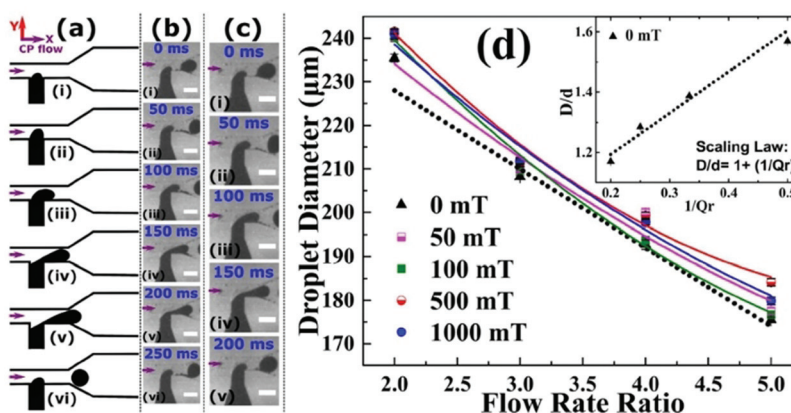 Y
X
CP flow
(a)
(i)
(ii)
(iii)
(iv)
(v)
(vi)
(b)
0 ms
(i)
50 ms
(ii)
100 ms
(iii)
150 ms
(iv)
200 ms
(v)
250 ms
(vi)
(c)
0 ms
(i)
50 ms
(ii)
100 ms
(iii)
150 ms
(iv)
200 ms
(v)
(d)
Droplet Diameter (μm)
240
230
220
210
200
190
180
170
2.0 2.5 3.0 3.5 4.0 4.5 5.0
Flow Rate Ratio
0 mT
50 mT
100 mT
500 mT
1000 mT
0 mT
D/d
1.6
1.4
1.2
0.2 0.3 0.4 0.5
1/Qr
Scaling Law:
D/d= 1+ (1/Qr)